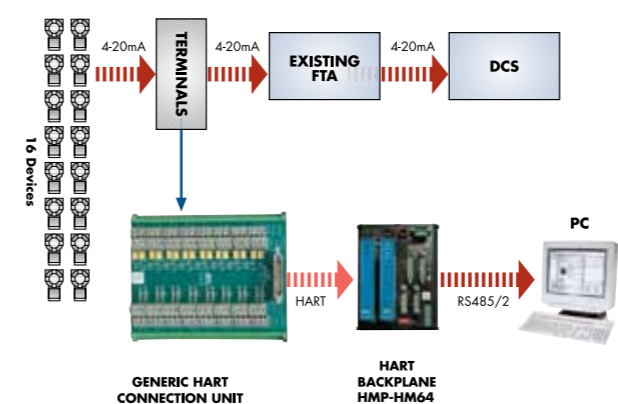 4-20mA
4-20mA
4-20mA
TERMINALS
EXISTING
FTA
DCS
16 Devices
PC
HART
RS485/2
GENERIC HART
CONNECTION UNIT
HART
BACKPLANE
HMP-HM64